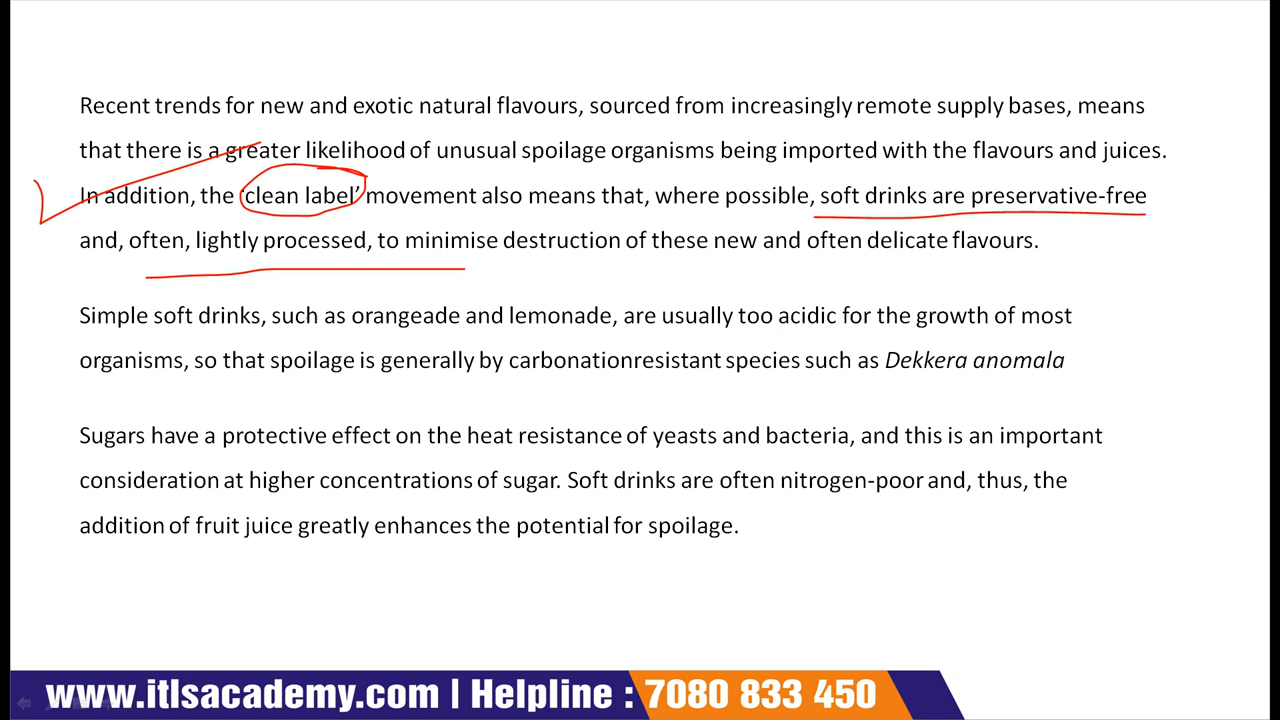 Recent trends for new and exotic natural flavours, sourced from increasingly remote supply bases, means
that there is a greater likelihood of unusual spoilage organisms being imported with the flavours and juices.
In addition, the ‘clean label’ movement also means that, where possible, soft drinks are preservative-free
and, often, lightly processed, to minimise destruction of these new and often delicate flavours.
Simple soft drinks, such as orangeade and lemonade, are usually too acidic for the growth of most
organisms, so that spoilage is generally by carbonationresistant species such as Dekkera anomala
Sugars have a protective effect on the heat resistance of yeasts and bacteria, and this is an important
consideration at higher concentrations of sugar. Soft drinks are often nitrogen-poor and, thus, the
addition of fruit juice greatly enhances the potential for spoilage.
www.itlsacademy.com | Helpline : 7080 833 450